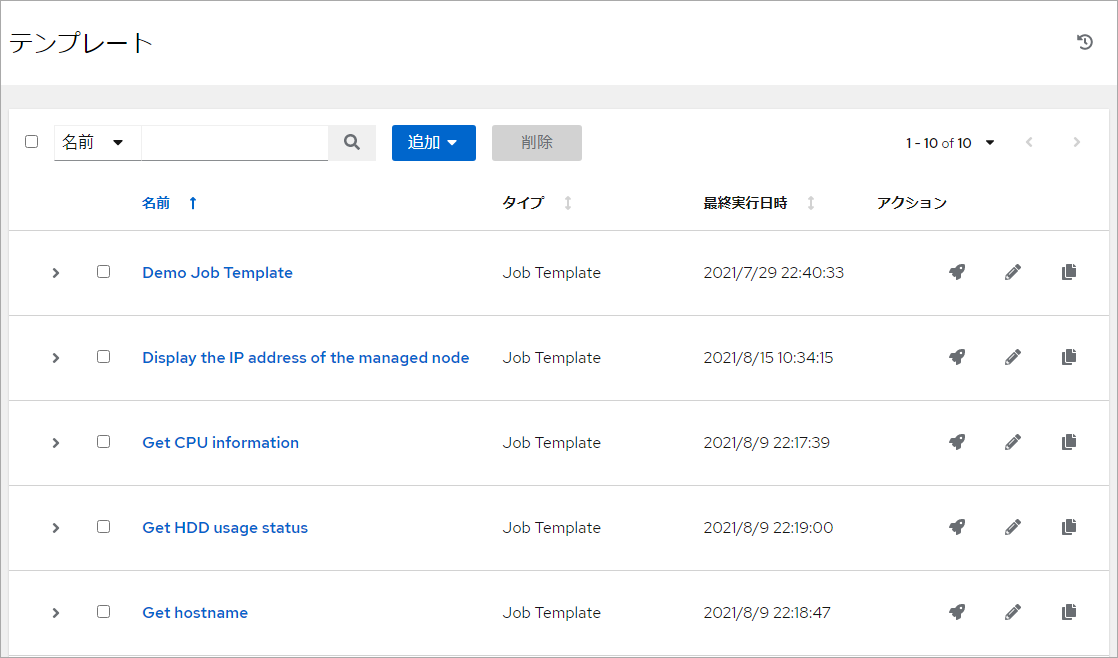 テンプレート
名前 追加 削除 1 - 10 of 10
名前 タイプ 最終実行日時 アクション
Demo Job Template Job Template 2021/7/29 22:40:33
Display the IP address of the managed node Job Template 2021/8/15 10:34:15
Get CPU information Job Template 2021/8/9 22:17:39
Get HDD usage status Job Template 2021/8/9 22:19:00
Get hostname Job Template 2021/8/9 22:18:47